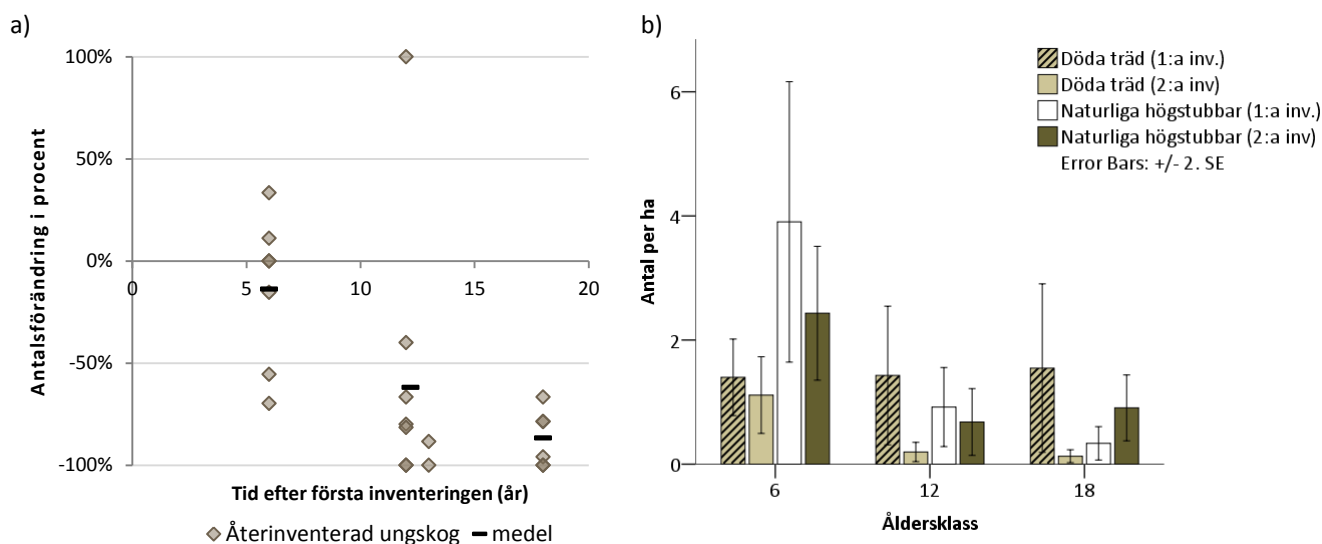 a)
100%
50%
0%
-50%
-100%
0
5
10
15
20
Antalsförändring i procent
Tid efter första inventeringen (år)
Återinventerad ungskog
medel
b)
Döda träd (1:a inv.)
Döda träd (2:a inv)
Naturliga högstubbar (1:a inv.)
Naturliga högstubbar (2:a inv)
Error Bars: +/- 2. SE
6
4
2
0
Antal per ha
6
12
18
Åldersklass